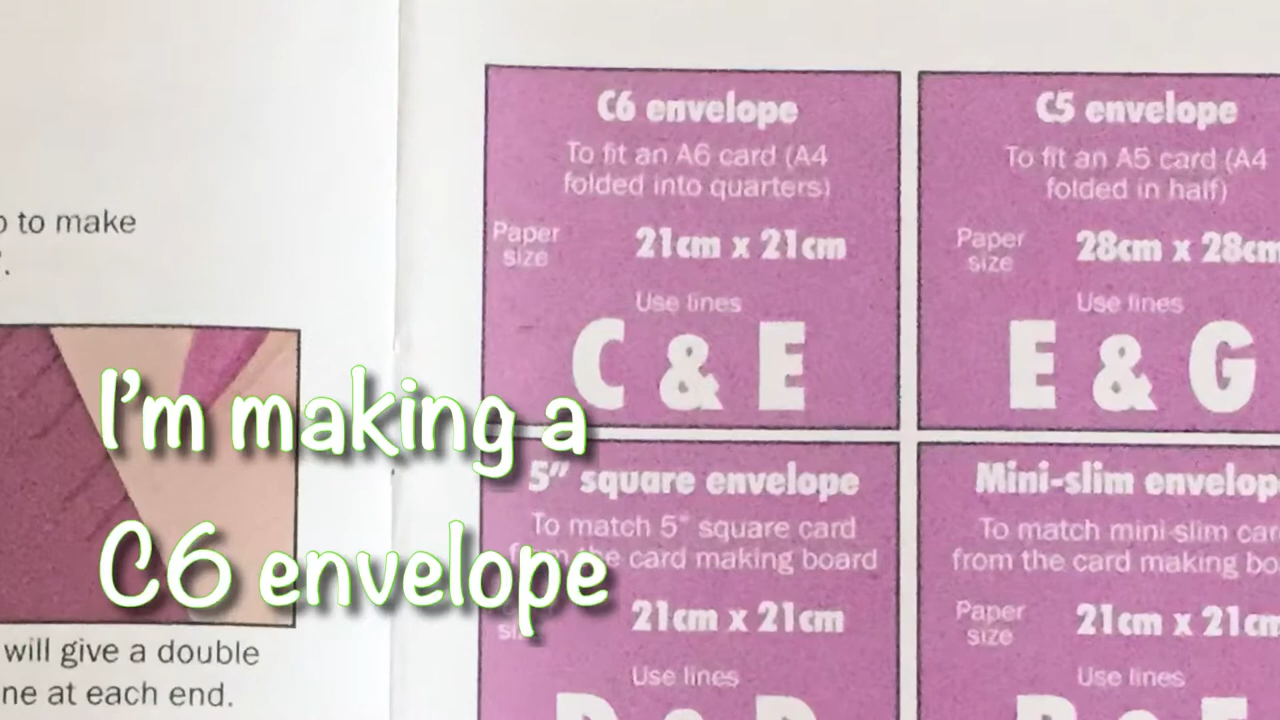 to make
will give a double
ne at each end.
C6 envelope
To fit an A6 card (A4
folded into quarters)
Paper
size
21cm x 21cm
Use lines
C & E
C5 envelope
To fit an A5 card (A4
folded in half)
Paper
size
28cm x 28cm
Use lines
E & G
5" square envelope
To match 5" square card
the card making board
21cm x 21cm
Use lines
Mini-slim envelop
To match mini-slim car
from the card making bo
Paper
size
21cm x 21cm
Use lines
I'm making a
C6 envelope